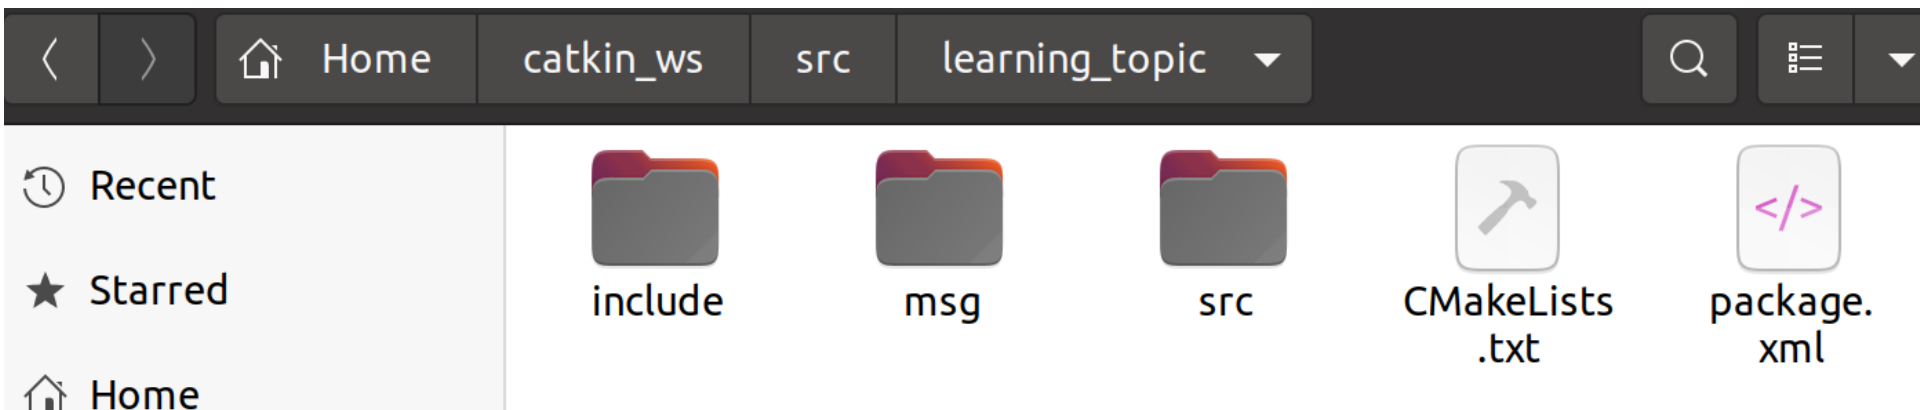 Home catkin_ws src learning_topic
Recent
Starred
Home
include msg src CMakeLists
.txt package.
xml